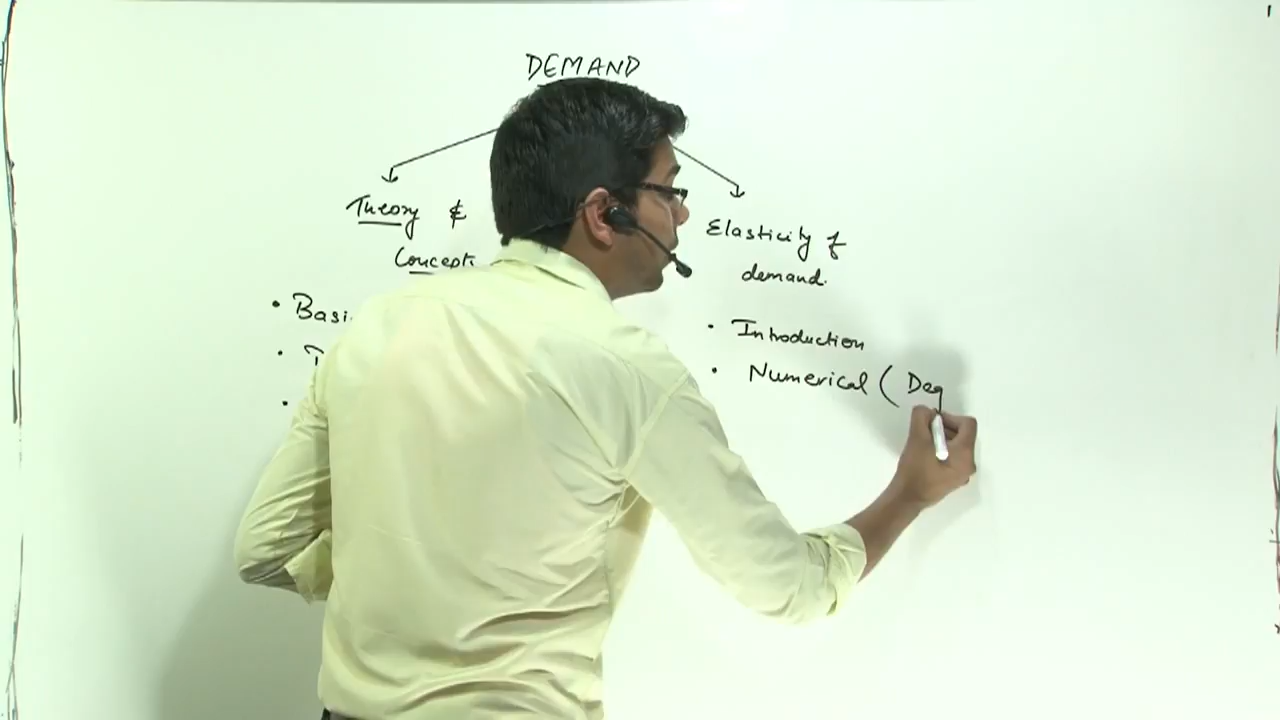 DEMAND
Theory &
Concepts
• Basi
•
•
Elasticity of
demand.
• Introduction
• Numerical ( Deg